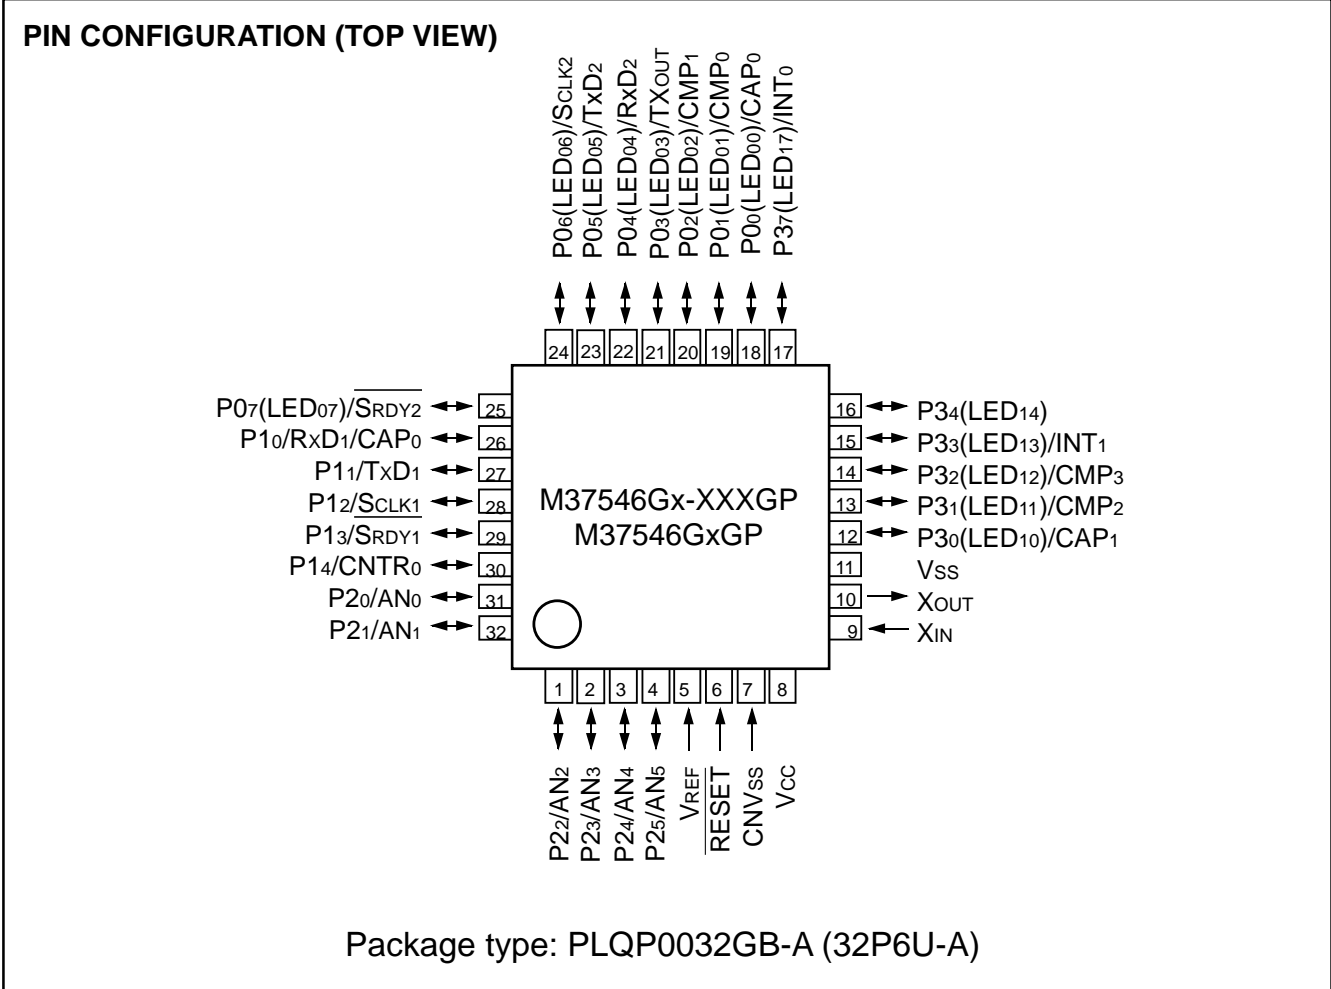 PIN CONFIGURATION (TOP VIEW)
P06(LED06)/SCLK2
P05(LED05)/TxD2
P04(LED04)/RxD2
P03(LED03)/TXOUT
P02(LED02)/CMP1
P01(LED01)/CMP0
P00(LED00)/CAP0
P37(LED17)/INT0
24 23 22 21 20 19 18 17
P07(LED07)/SRDY2 25
P10/RXD1/CAP0 26
P11/TXD1 27
P12/SCLK1 28
P13/SRDY1 29
P14/CNTR0 30
P20/AN0 31
P21/AN1 32
M37546Gx-XXXGP
M37546GxGP
16 P34(LED14)
15 P33(LED13)/INT1
14 P32(LED12)/CMP3
13 P31(LED11)/CMP2
12 P30(LED10)/CAP1
11 VSS
10 XOUT
9 XIN
1 2 3 4 5 6 7 8
P22/AN2
P23/AN3
P24/AN4
P25/AN5
VREF
RESET
CNVSS
VCC
Package type: PLQP0032GB-A (32P6U-A)